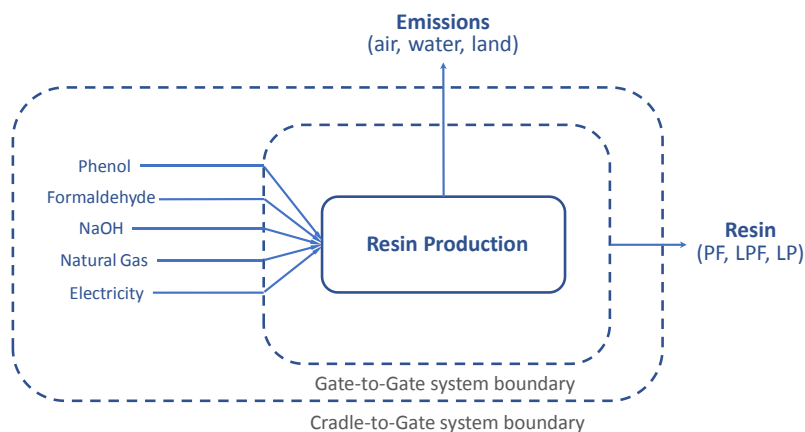 Emissions
(air, water, land)
Phenol
Formaldehyde
NaOH
Natural Gas
Electricity
Resin Production
Resin
(PF, LPF, LP)
Gate-to-Gate system boundary
Cradle-to-Gate system boundary